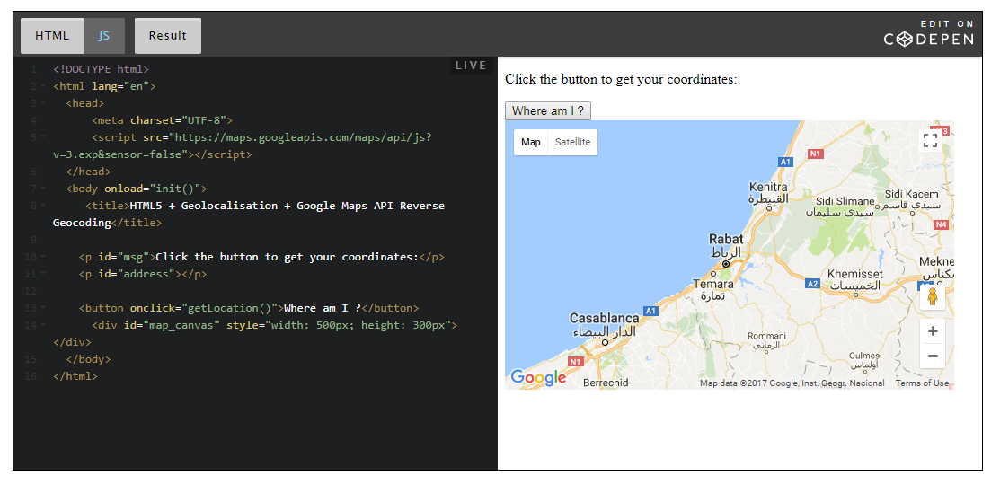 HTML JS Result
EDIT ON
CODEPEN
LIVE
1 <!DOCTYPE html>
2 <html lang="en">
3 <head>
4 <meta charset="UTF-8">
5 <script src="https://maps.googleapis.com/maps/api/js?
v=3.exp&sensor=false"></script>
6 </head>
7 <body onload="init()">
8 <title>HTML5 + Geolocalisation + Google Maps API Reverse
Geocoding</title>
9
10 <p id="msg">Click the button to get your coordinates:</p>
11 <p id="address"></p>
12
13 <button onclick="getLocation()">Where am I ?</button>
14 <div id="map_canvas" style="width: 500px; height: 300px">
</div>
15 </body>
16 </html>
Click the button to get your coordinates:
Where am I ?
Map Satellite
A1 N1
Kenitra
القنيطرة
Sidi Slimane
سيدي سليمان
Sidi Kacem
سيدي قاسم
N4
Rabat
الرباط
Temara
تمارة
A2
Khemisset
الخميسات
Mekne
مكناس
Casablanca
الدار البيضاء
A1
Rommani
الرماني
N1
Oulmes
أولماس
+
−
Google
Berrechid
Map data ©2017 Google, Inst. Geogr. Nacional Terms of Use